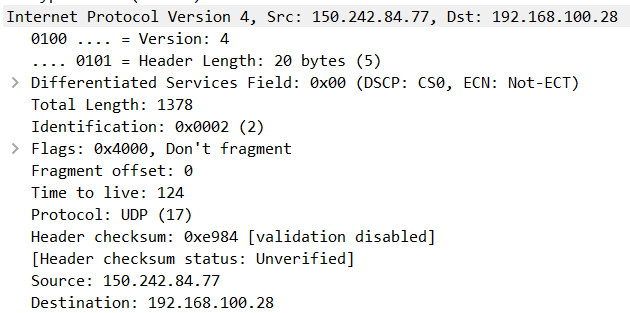 Internet Protocol Version 4, Src: 150.242.84.77, Dst: 192.168.100.28
0100 .... = Version: 4
.... 0101 = Header Length: 20 bytes (5)
Differentiated Services Field: 0x00 (DSCP: CS0, ECN: Not-ECT)
Total Length: 1378
Identification: 0x0002 (2)
Flags: 0x4000, Don't fragment
Fragment offset: 0
Time to live: 124
Protocol: UDP (17)
Header checksum: 0xe984 [validation disabled]
[Header checksum status: Unverified]
Source: 150.242.84.77
Destination: 192.168.100.28